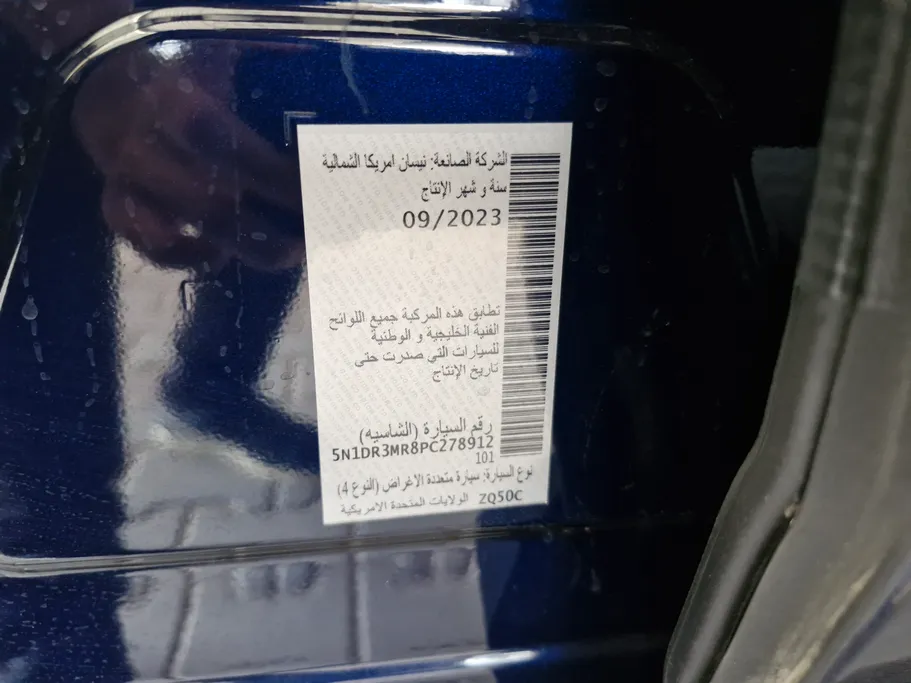 الشركة الصانعة: نيسان امريكا الشمالية
سنة و شهر الإنتاج
09/2023
تطابق هذه المركبة جميع اللوائح
الفنية الخليجية و الوطنية
للسيارات التي صدرت حتى
تاريخ الإنتاج
رقم السيارة (الشاسيه)
5N1DR3MR8PC278912
101
نوع السيارة: سيارة متعددة الاغراض (النوع 4)
ZQ50C الولايات المتحدة الامريكية